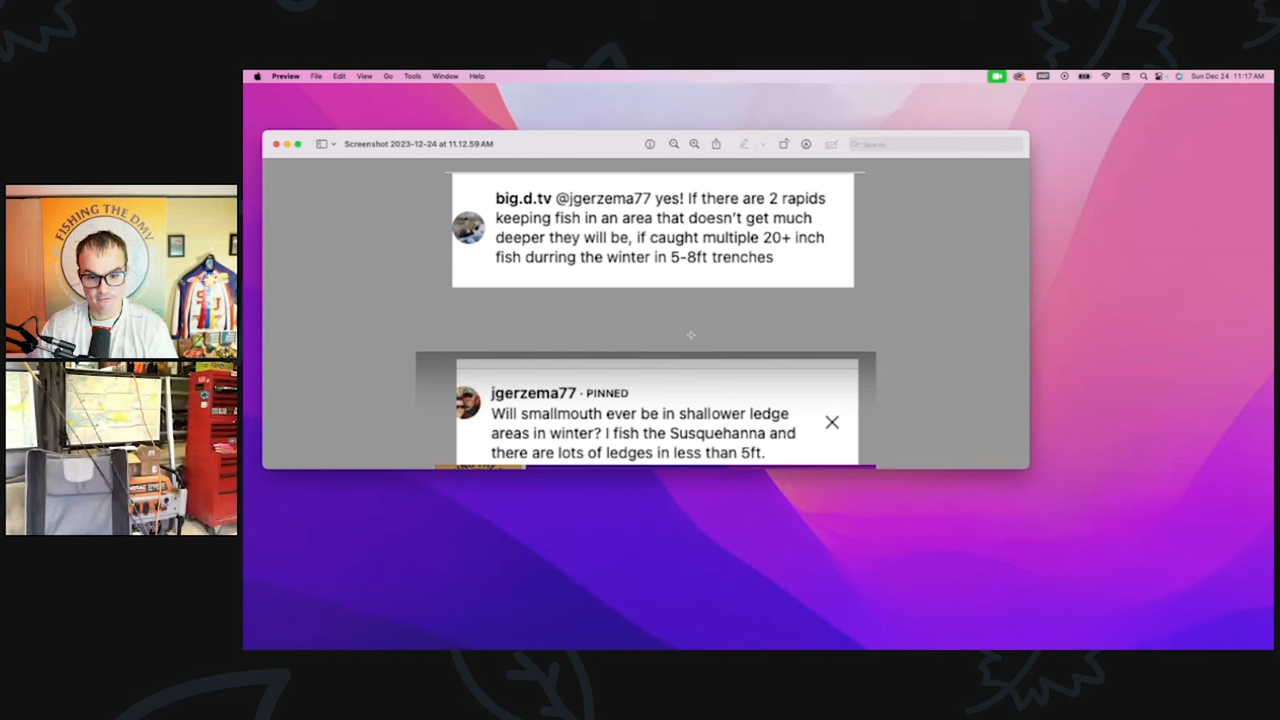 Preview File Edit View Go Tools Window Help
Sun Dec 24 11:17AM
Screenshot 2023-12-24 at 11.12.59 AM
Search
big.d.tv @jgerzema77 yes! If there are 2 rapids
keeping fish in an area that doesn't get much
deeper they will be, if caught multiple 20+ inch
fish durring the winter in 5-8ft trenches
jgerzema77 · PINNED
Will smallmouth ever be in shallower ledge
areas in winter? I fish the Susquehanna and
there are lots of ledges in less than 5ft.
FISHING THE DMV